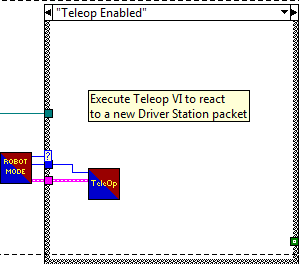 "Teleop Enabled"
Execute Teleop VI to react
to a new Driver Station packet
?
ROBOT
MODE
TeleOp